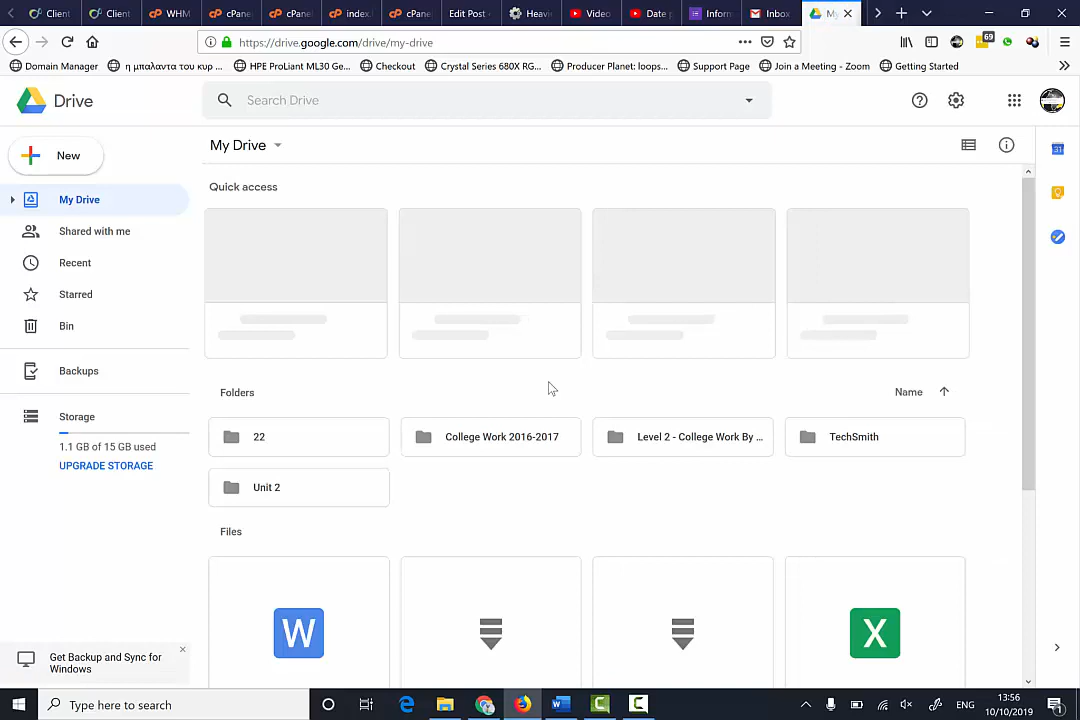 Client
Client
WHM
cPane
cPan
index.
cPane
Edit Post
Heavi
Video
Date p
Inform
Inbox
My
https://drive.google.com/drive/my-drive
69
Domain Manager
η μπαλαντα του κυρ ...
HPE ProLiant ML30 Ge...
Checkout
Crystal Series 680X RG...
Producer Planet: loops...
Support Page
Join a Meeting - Zoom
Getting Started
Drive
Search Drive
New
My Drive
31
Quick access
My Drive
Shared with me
Recent
Starred
Bin
Backups
Storage
1.1 GB of 15 GB used
UPGRADE STORAGE
Folders
Name
22
College Work 2016-2017
Level 2 - College Work By ...
TechSmith
Unit 2
Files
W
X
Get Backup and Sync for
Windows
Type here to search
ENG
13:56
10/10/2019
1